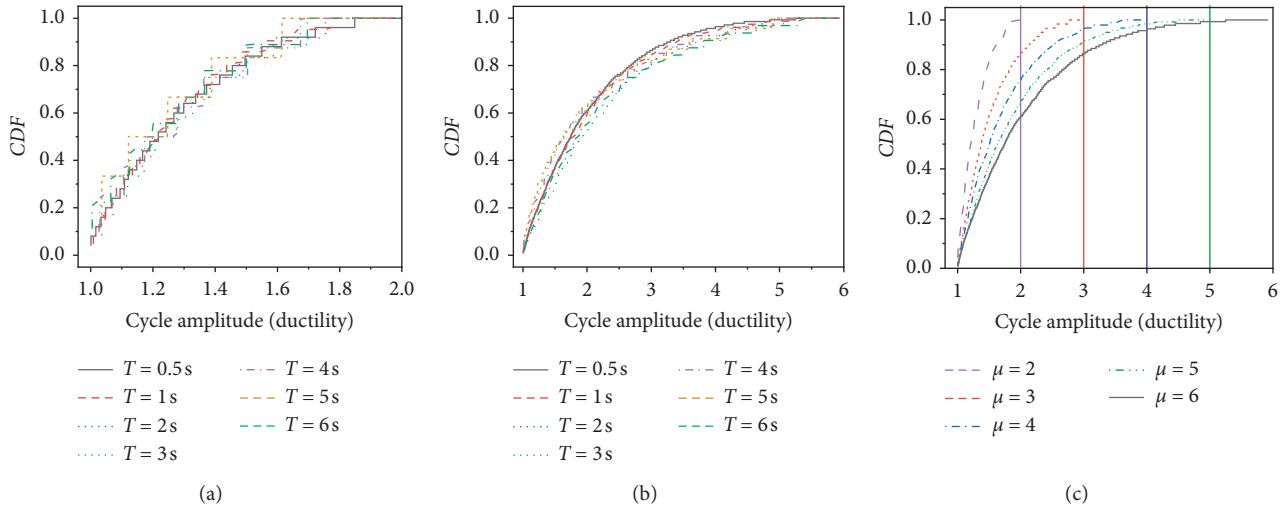 1.0
0.8
0.6
0.4
0.2
0.0
CDF
1.0 1.2 1.4 1.6 1.8 2.0
Cycle amplitude (ductility)
T = 0.5 s T = 4 s
T = 1 s T = 5 s
T = 2 s T = 6 s
T = 3 s
(a)
1.0
0.8
0.6
0.4
0.2
0.0
CDF
1 2 3 4 5 6
Cycle amplitude (ductility)
T = 0.5 s T = 4 s
T = 1 s T = 5 s
T = 2 s T = 6 s
T = 3 s
(b)
1.0
0.8
0.6
0.4
0.2
0.0
CDF
1 2 3 4 5 6
Cycle amplitude (ductility)
μ = 2 μ = 5
μ = 3 μ = 6
μ = 4
(c)